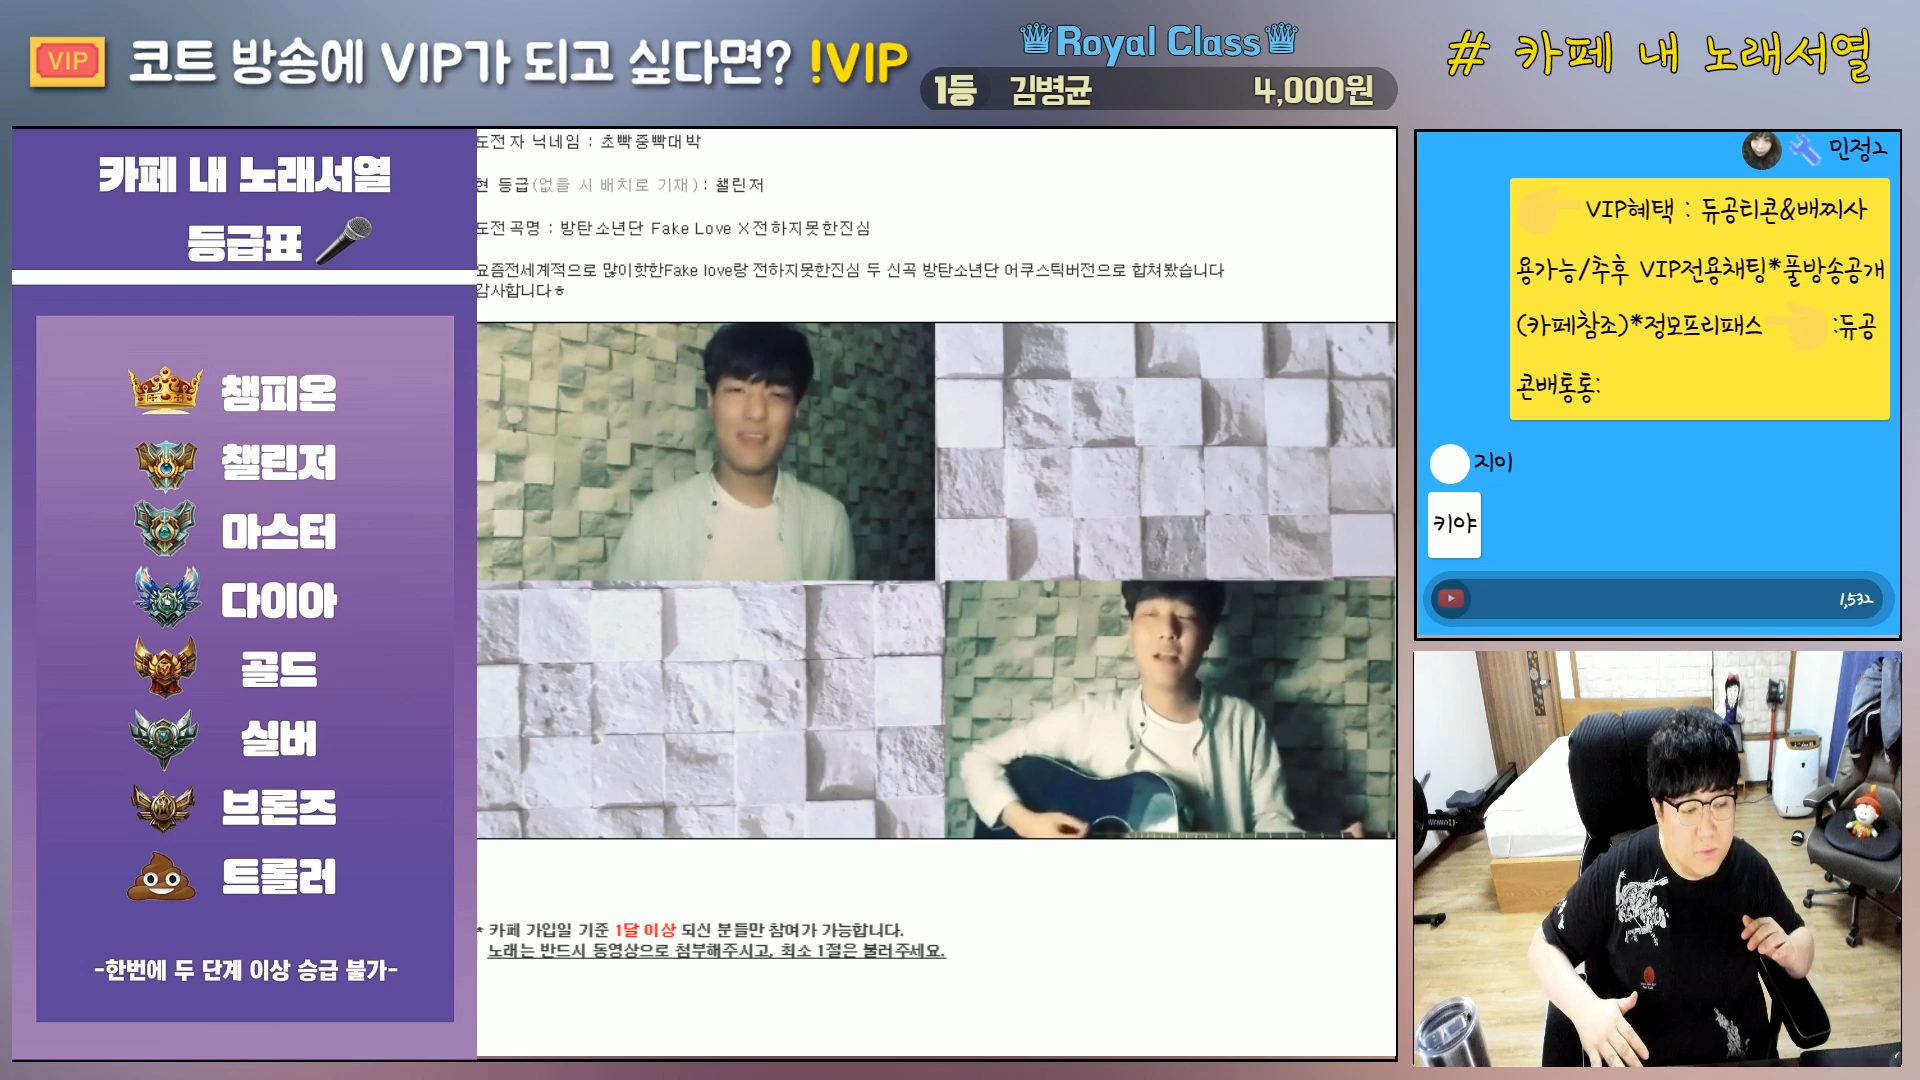 VIP 코트 방송에 VIP가 되고 싶다면? !VIP
Royal Class
1등 김병균 4,000원
# 카페 내 노래서열
카페 내 노래서열
등급표
챔피온
챌린저
마스터
다이아
골드
실버
브론즈
트롤러
-한번에 두 단계 이상 승급 불가-
도전자 닉네임 : 초빡중빡대박
현 등급(없을 시 배치로 기재) : 챌린저
도전곡명 : 방탄소년단 Fake Love X 전하지못한진심
요즘전세계적으로 많이핫한Fake love랑 전하지못한진심 두 신곡 방탄소년단 어쿠스틱버전으로 합쳐봤습니다
감사합니다ㅎ
* 카페 가입일 기준 1달 이상 되신 분들만 참여가 가능합니다.
노래는 반드시 동영상으로 첨부해주시고, 최소 1절은 불러주세요.
민정2
VIP혜택 : 듀공티콘&배찌사
용가능/추후 VIP전용채팅*풀방송공개
(카페참조)*정모프리패스 :듀공
콘배통통:
지이
키야
1,532